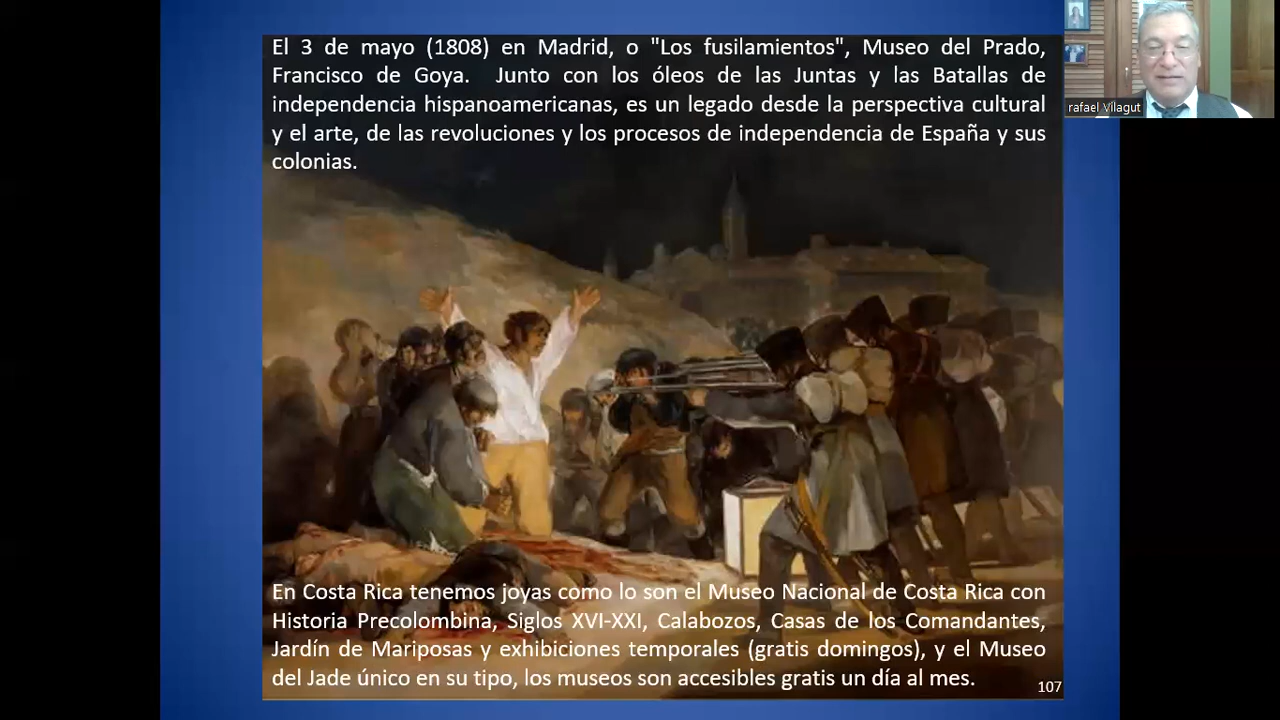 El 3 de mayo (1808) en Madrid, o "Los fusilamientos", Museo del Prado,
Francisco de Goya. Junto con los óleos de las Juntas y las Batallas de
independencia hispanoamericanas, es un legado desde la perspectiva cultural
y el arte, de las revoluciones y los procesos de independencia de España y sus
colonias.
rafael Vilagut
En Costa Rica tenemos joyas como lo son el Museo Nacional de Costa Rica con
Historia Precolombina, Siglos XVI-XXI, Calabozos, Casas de los Comandantes,
Jardín de Mariposas y exhibiciones temporales (gratis domingos), y el Museo
del Jade único en su tipo, los museos son accesibles gratis un día al mes.
107